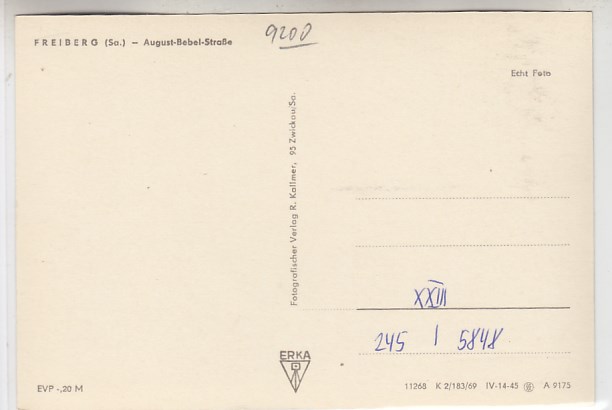 9200
FREIBERG (Sa.) – August-Bebel-Straße
Echt Foto
Fotografischer Verlag R. Kallmer, 95 Zwickau/Sa.
XXIII
245 | 5848
ERKA
EVP -,20 M
11268 K 2/183/69 IV-14-45 A 9175